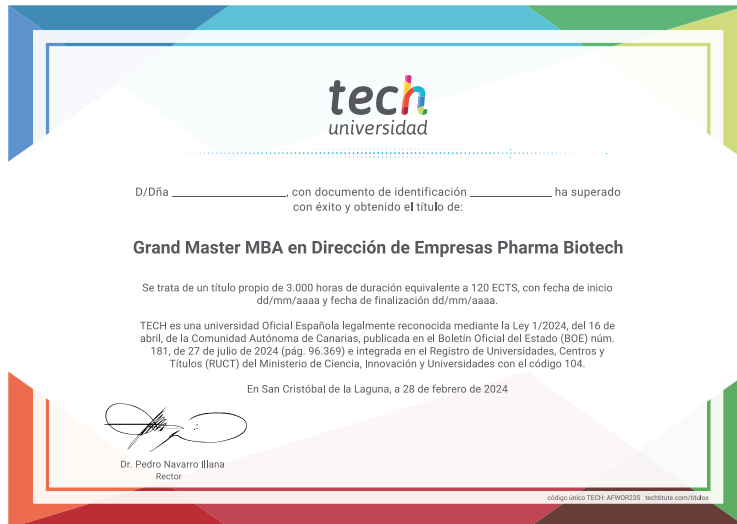 tech
universidad
D/Dña ________________, con documento de identificación ____________ ha superado
con éxito y obtenido el título de:
Grand Master MBA en Dirección de Empresas Pharma Biotech
Se trata de un título propio de 3.000 horas de duración equivalente a 120 ECTS, con fecha de inicio
dd/mm/aaaa y fecha de finalización dd/mm/aaaa.
TECH es una universidad Oficial Española legalmente reconocida mediante la Ley 1/2024, del 16 de
abril, de la Comunidad Autónoma de Canarias, publicada en el Boletín Oficial del Estado (BOE) núm.
181, de 27 de julio de 2024 (pág. 96.369) e integrada en el Registro de Universidades, Centros y
Títulos (RUCT) del Ministerio de Ciencia, Innovación y Universidades con el código 104.
En San Cristóbal de la Laguna, a 28 de febrero de 2024
Dr. Pedro Navarro Illana
Rector
código único TECH: AFWOR23S techtitute.com/titulos